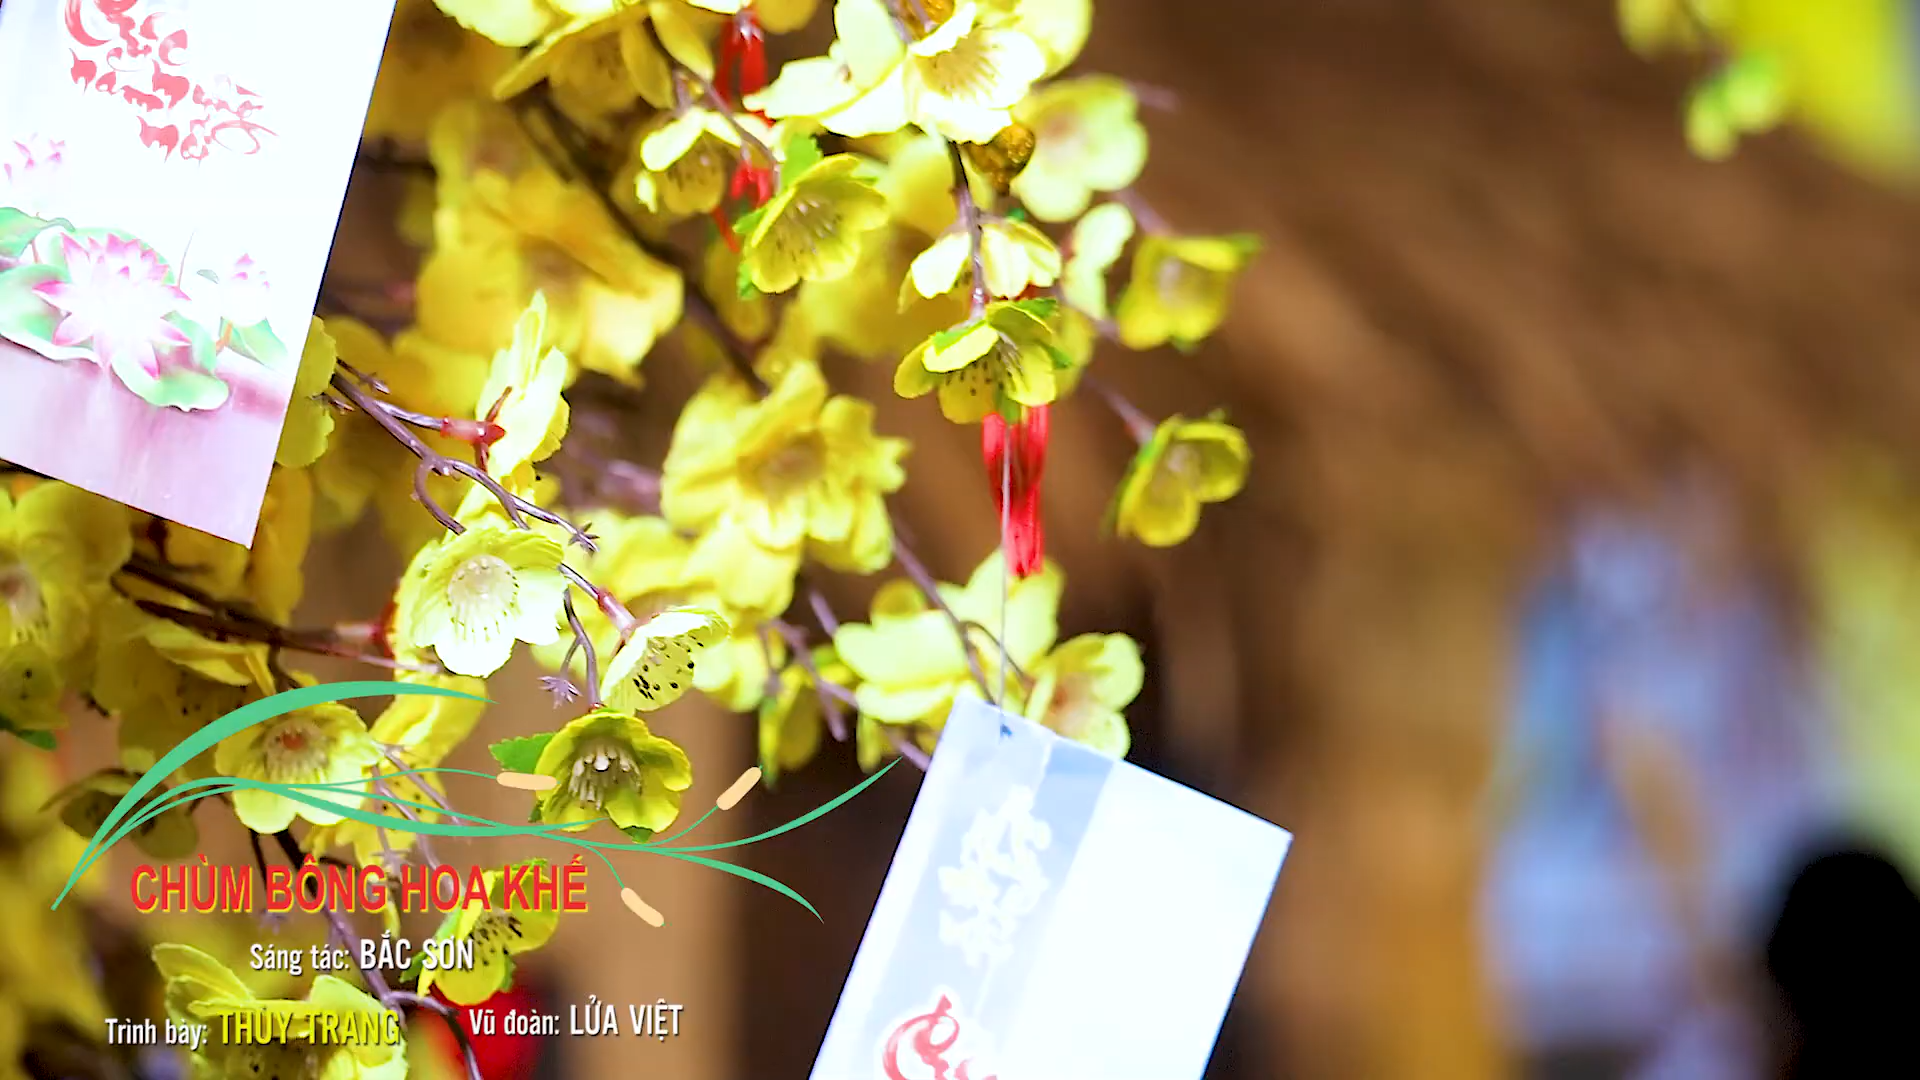 CHÙM BÔNG HOA KHẾ
Sáng tác: BẮC SƠN
Trình bày: THÙY TRANG
Vũ đoàn: LỬA VIỆT